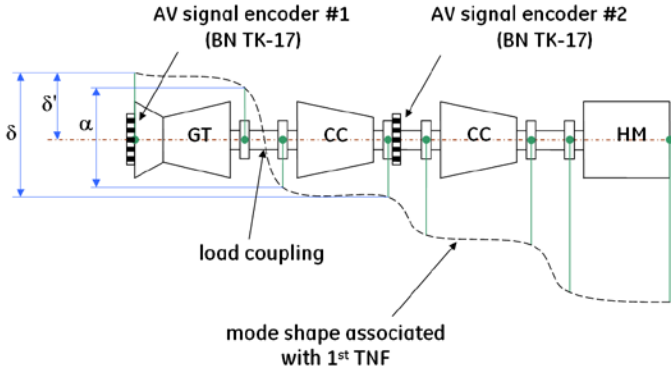 AV signal encoder #1
(BN TK-17)
AV signal encoder #2
(BN TK-17)
δ'
δ
α
GT
CC
CC
HM
load coupling
mode shape associated
with 1st TNF